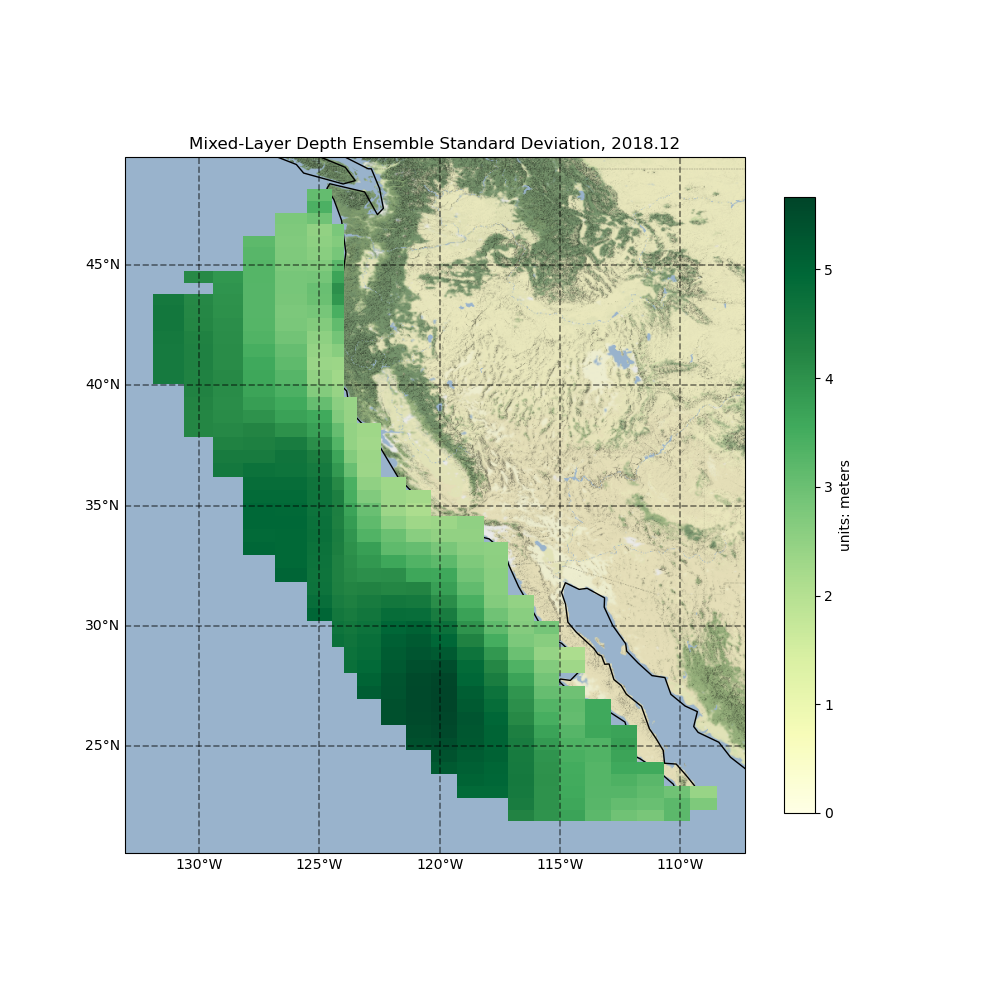 Mixed-Layer Depth Ensemble Standard Deviation, 2018.12
45°N
40°N
35°N
30°N
25°N
130°W
125°W
120°W
115°W
110°W
5
4
3
2
1
0
units: meters